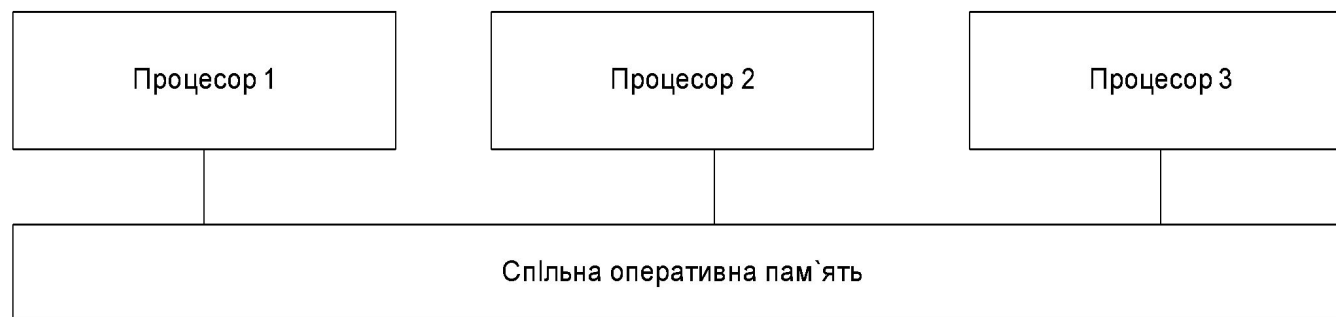 Процесор 1
Процесор 2
Процесор 3
СпІльна оперативна пам`ять